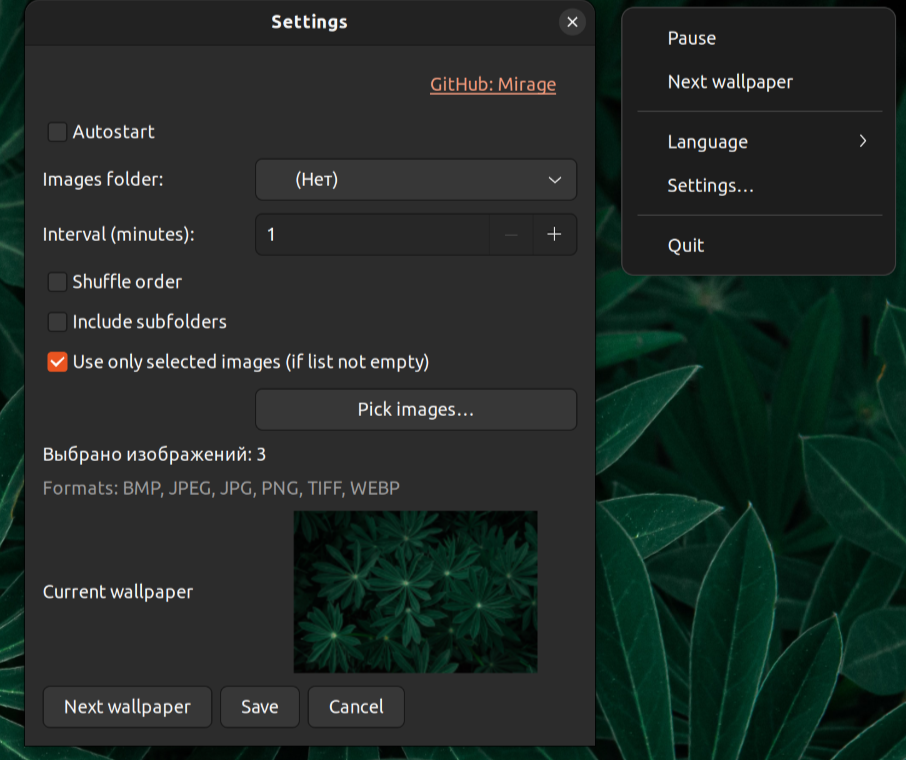 Settings
GitHub: Mirage
Autostart
Images folder:
(Нет)
Interval (minutes):
1
Shuffle order
Include subfolders
Use only selected images (if list not empty)
Pick images...
Выбрано изображений: 3
Formats: BMP, JPEG, JPG, PNG, TIFF, WEBP
Current wallpaper
Next wallpaper
Save
Cancel
Pause
Next wallpaper
Language
Settings...
Quit